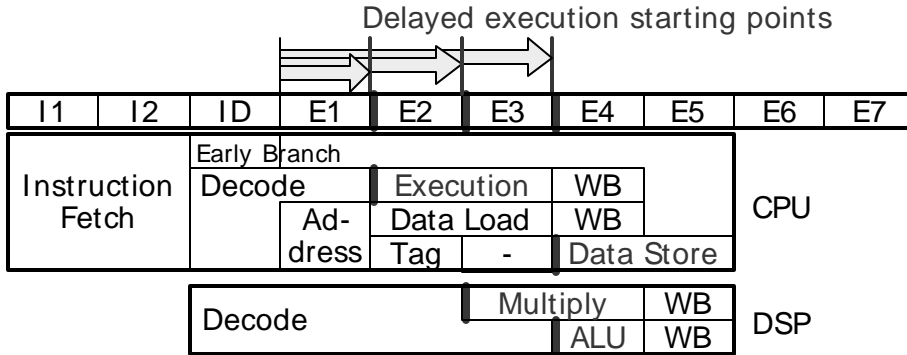 Delayed execution starting points
I1 I2 ID E1 E2 E3 E4 E5 E6 E7
Early Branch
Instruction Fetch
Decode Execution WB
CPU
Ad-dress
Data Load WB
Tag - Data Store
Decode
Multiply WB
DSP
ALU WB